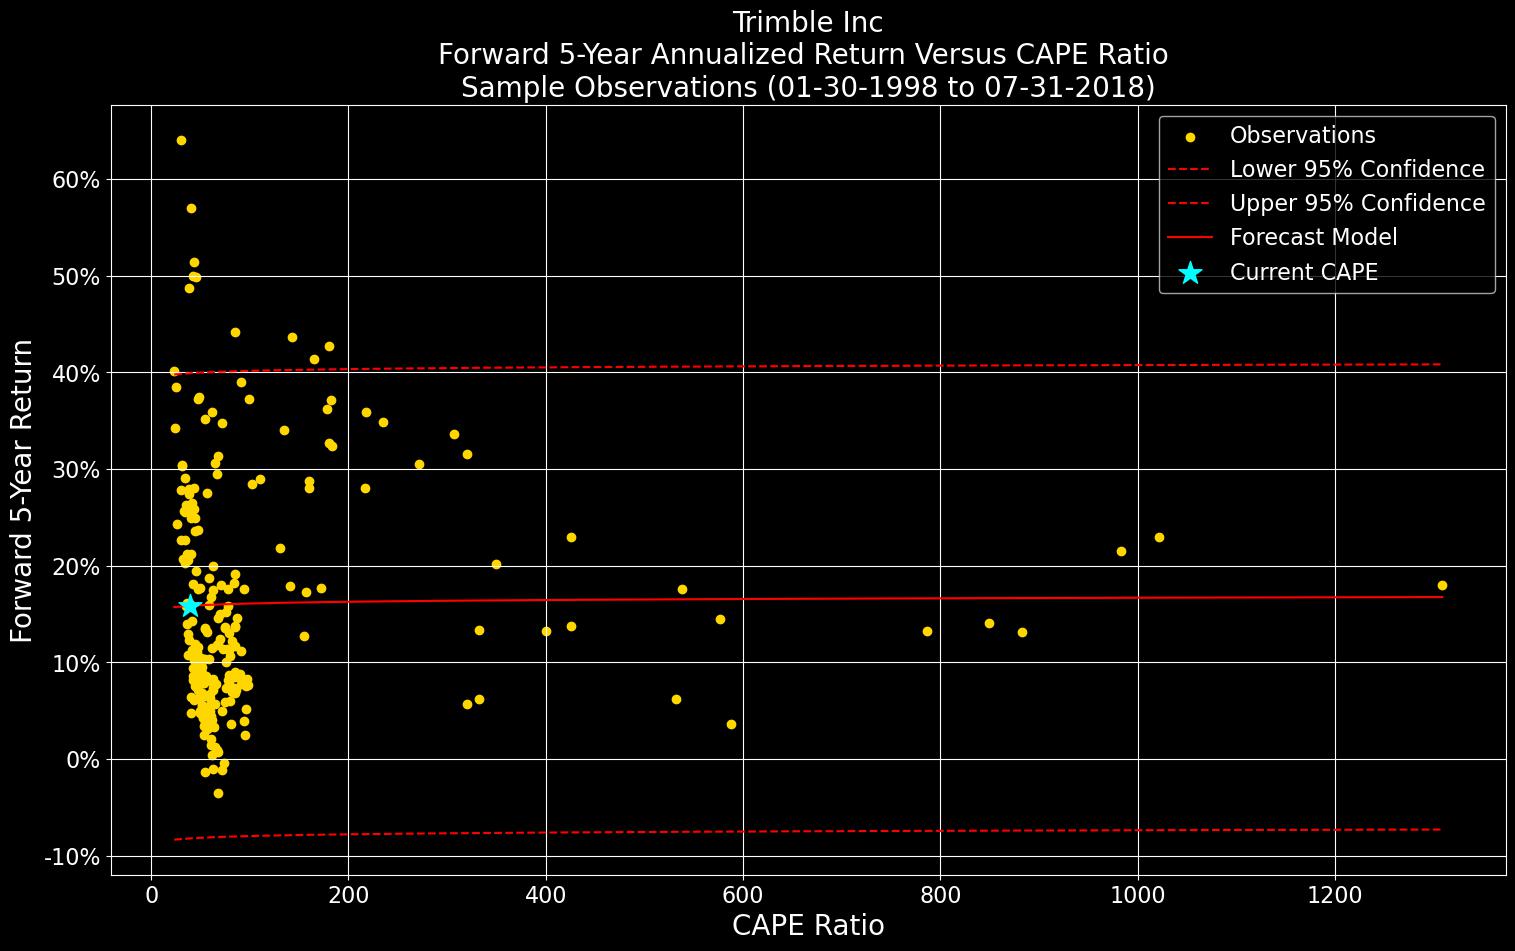 Trimble Inc
Forward 5-Year Annualized Return Versus CAPE Ratio
Sample Observations (01-30-1998 to 07-31-2018)
Observations
Lower 95% Confidence
Upper 95% Confidence
Forecast Model
Current CAPE
Forward 5-Year Return
60%
50%
40%
30%
20%
10%
0%
-10%
0 200 400 600 800 1000 1200
CAPE Ratio